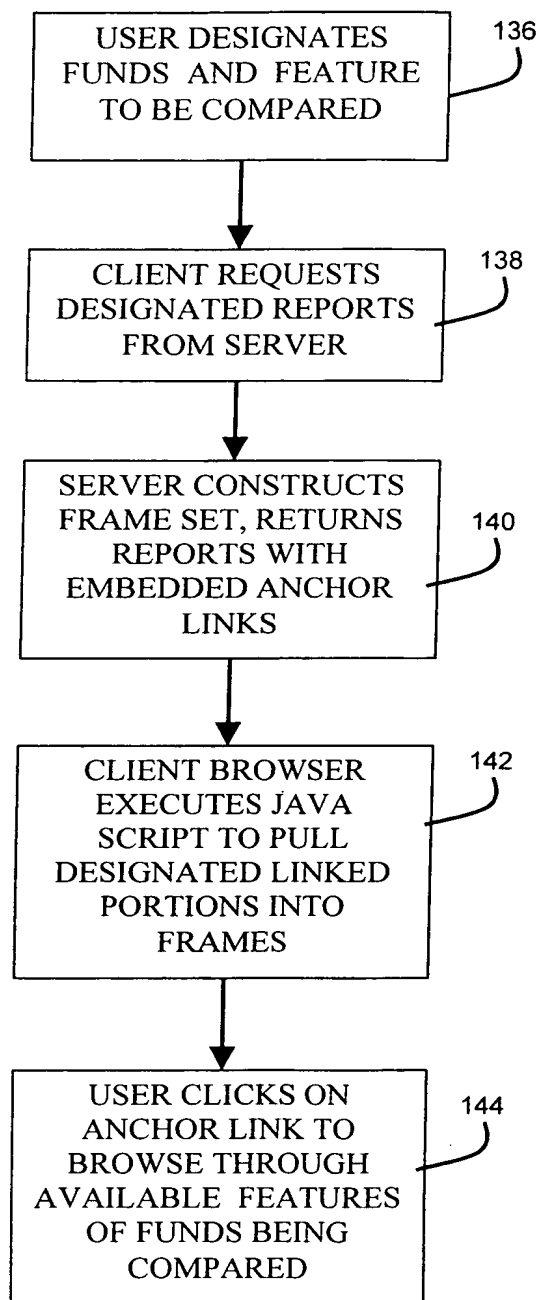 USER DESIGNATES
FUNDS AND FEATURE
TO BE COMPARED
136
CLIENT REQUESTS
DESIGNATED REPORTS
FROM SERVER
138
SERVER CONSTRUCTS
FRAME SET, RETURNS
REPORTS WITH
EMBEDDED ANCHOR
LINKS
140
CLIENT BROWSER
EXECUTES JAVA
SCRIPT TO PULL
DESIGNATED LINKED
PORTIONS INTO
FRAMES
142
USER CLICKS ON
ANCHOR LINK TO
BROWSE THROUGH
AVAILABLE FEATURES
OF FUNDS BEING
COMPARED
144